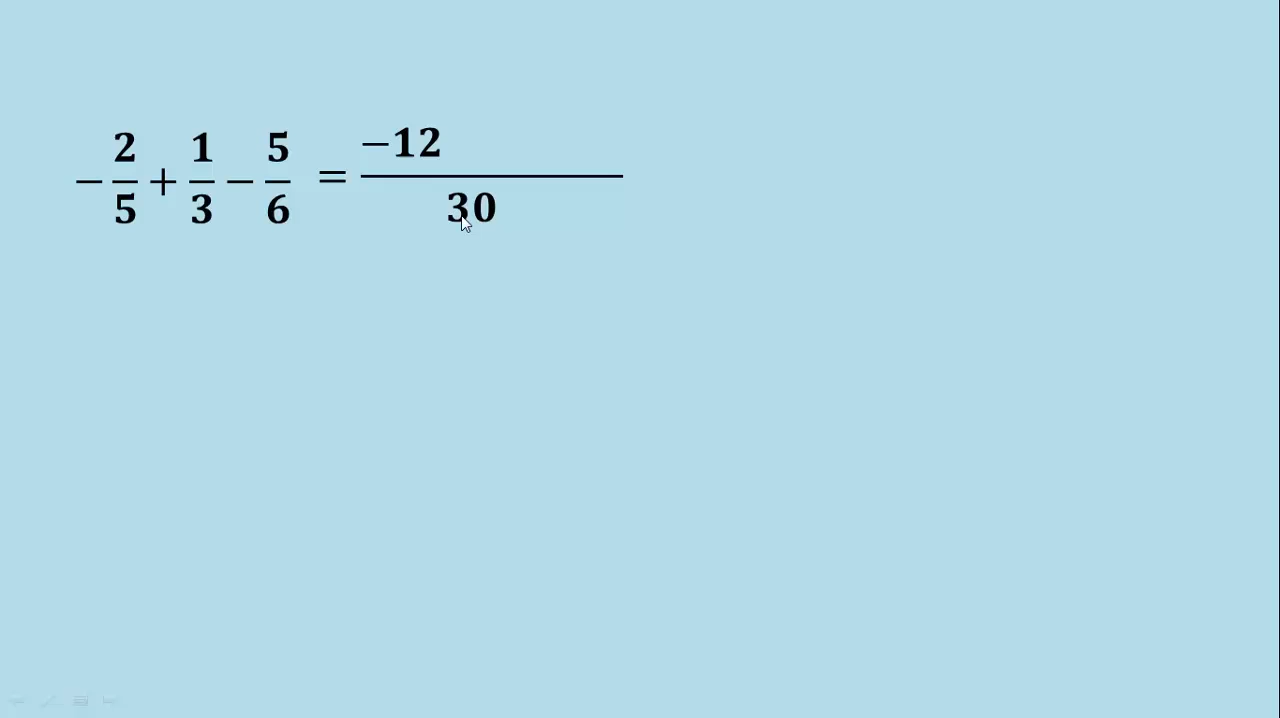 −2/5 + 1/3 − 5/6 = −12/30